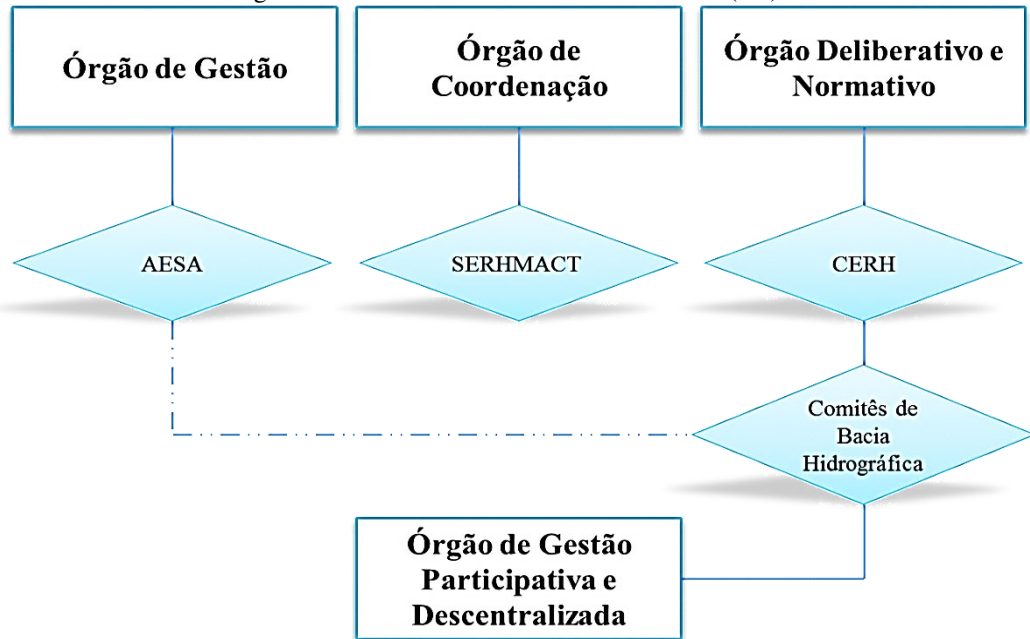 Órgão de Gestão
Órgão de
Coordenação
Órgão Deliberativo e
Normativo
AESA
SERHMACT
CERH
Comitês de
Bacia
Hidrográfica
Órgão de Gestão
Participativa e
Descentralizada